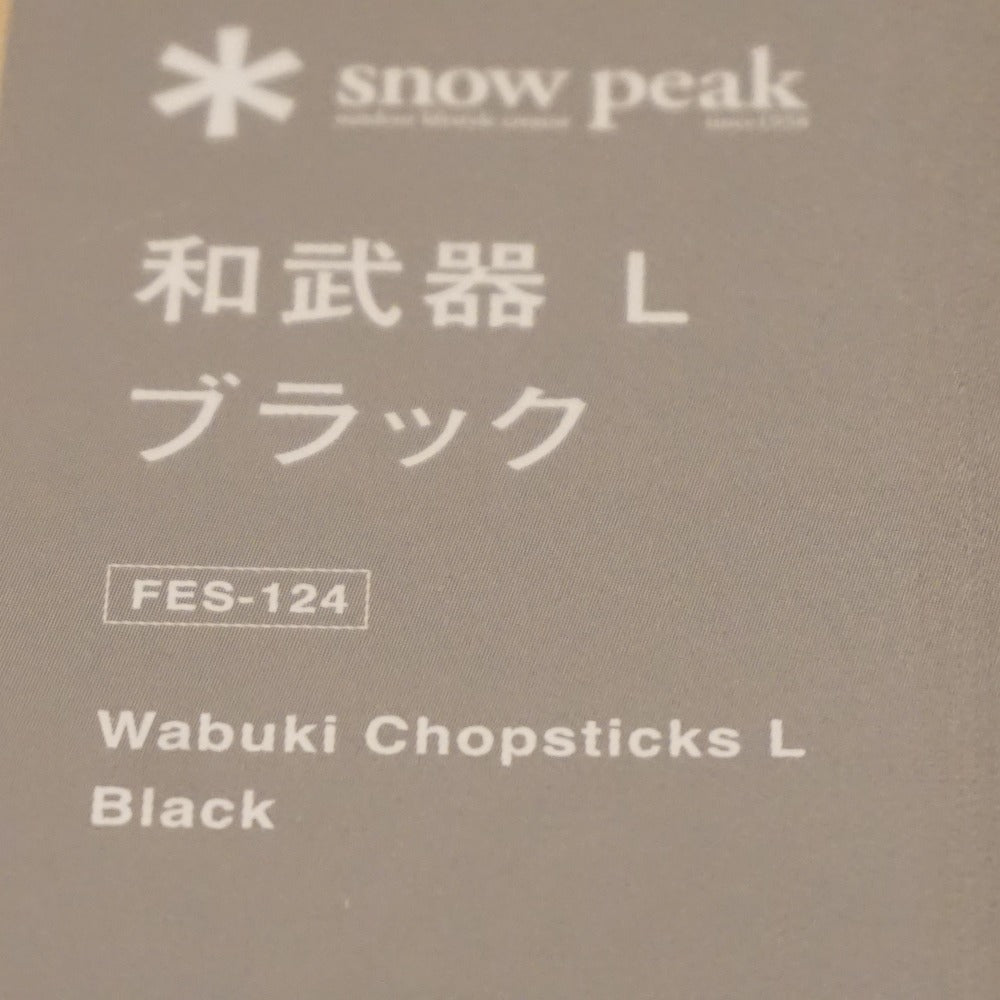 snow peak
和武器 L
ブラック
FES-124
Wabuki Chopsticks L
Black